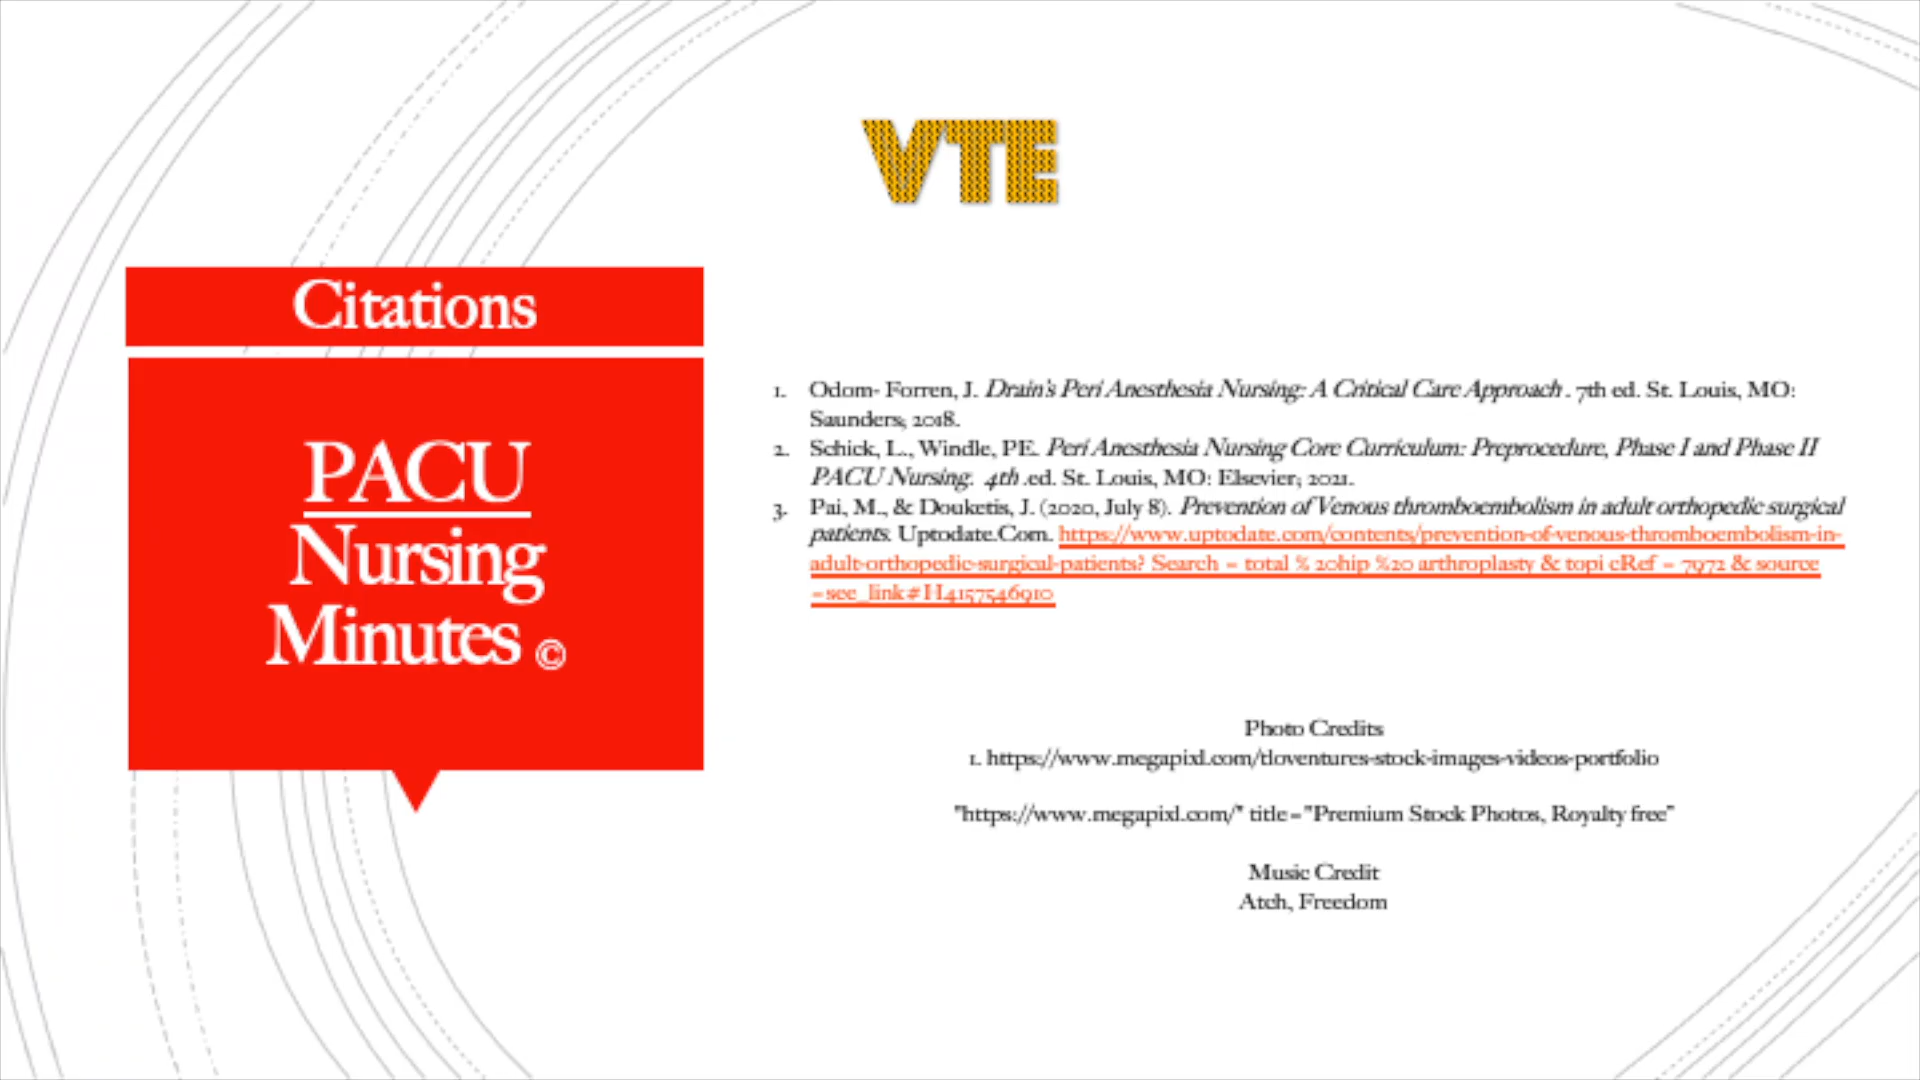 VTE
Citations
PACU
Nursing
Minutes ©
1. Odom- Forren, J. Drain's Peri Anesthesia Nursing: A Critical Care Approach . 7th ed. St. Louis, MO:
Saunders; 2018.
2. Schick, L., Windle, PE. Peri Anesthesia Nursing Core Curriculum: Preprocedure, Phase I and Phase II
PACU Nursing. 4th .ed. St. Louis, MO: Elsevier; 2021.
3. Pai, M., & Douketis, J. (2020, July 8). Prevention of Venous thromboembolism in adult orthopedic surgical
patients. Uptodate.Com. https://www.uptodate.com/contents/prevention-of-venous-thromboembolism-in-
adult-orthopedic-surgical-patients? Search = total % 20hip %20 arthroplasty & topi cRef = 7972 & source
=see_link#H4157546910
Photo Credits
1. https://www.megapixl.com/tloventures-stock-images-videos-portfolio
"https://www.megapixl.com/" title="Premium Stock Photos, Royalty free"
Music Credit
Atch, Freedom